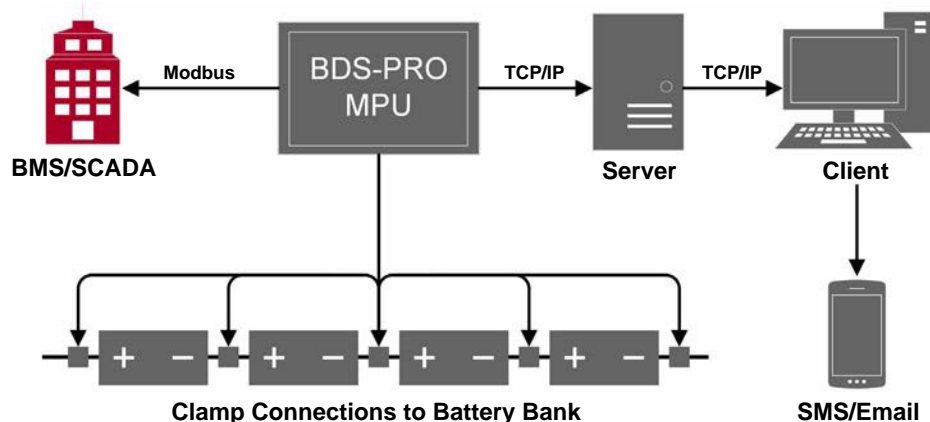 Modbus
BDS-PRO
MPU
TCP/IP
TCP/IP
BMS/SCADA
Server
Client
+ − + − + − + −
Clamp Connections to Battery Bank
SMS/Email